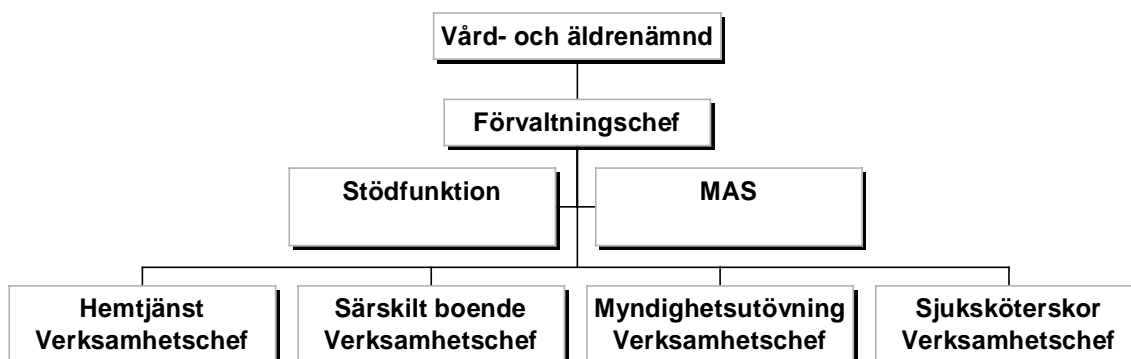 Vård- och äldrenämnd
Förvaltningschef
Stödfunktion
MAS
Hemtjänst
Verksamhetschef
Särskilt boende
Verksamhetschef
Myndighetsutövning
Verksamhetschef
Sjuksköterskor
Verksamhetschef